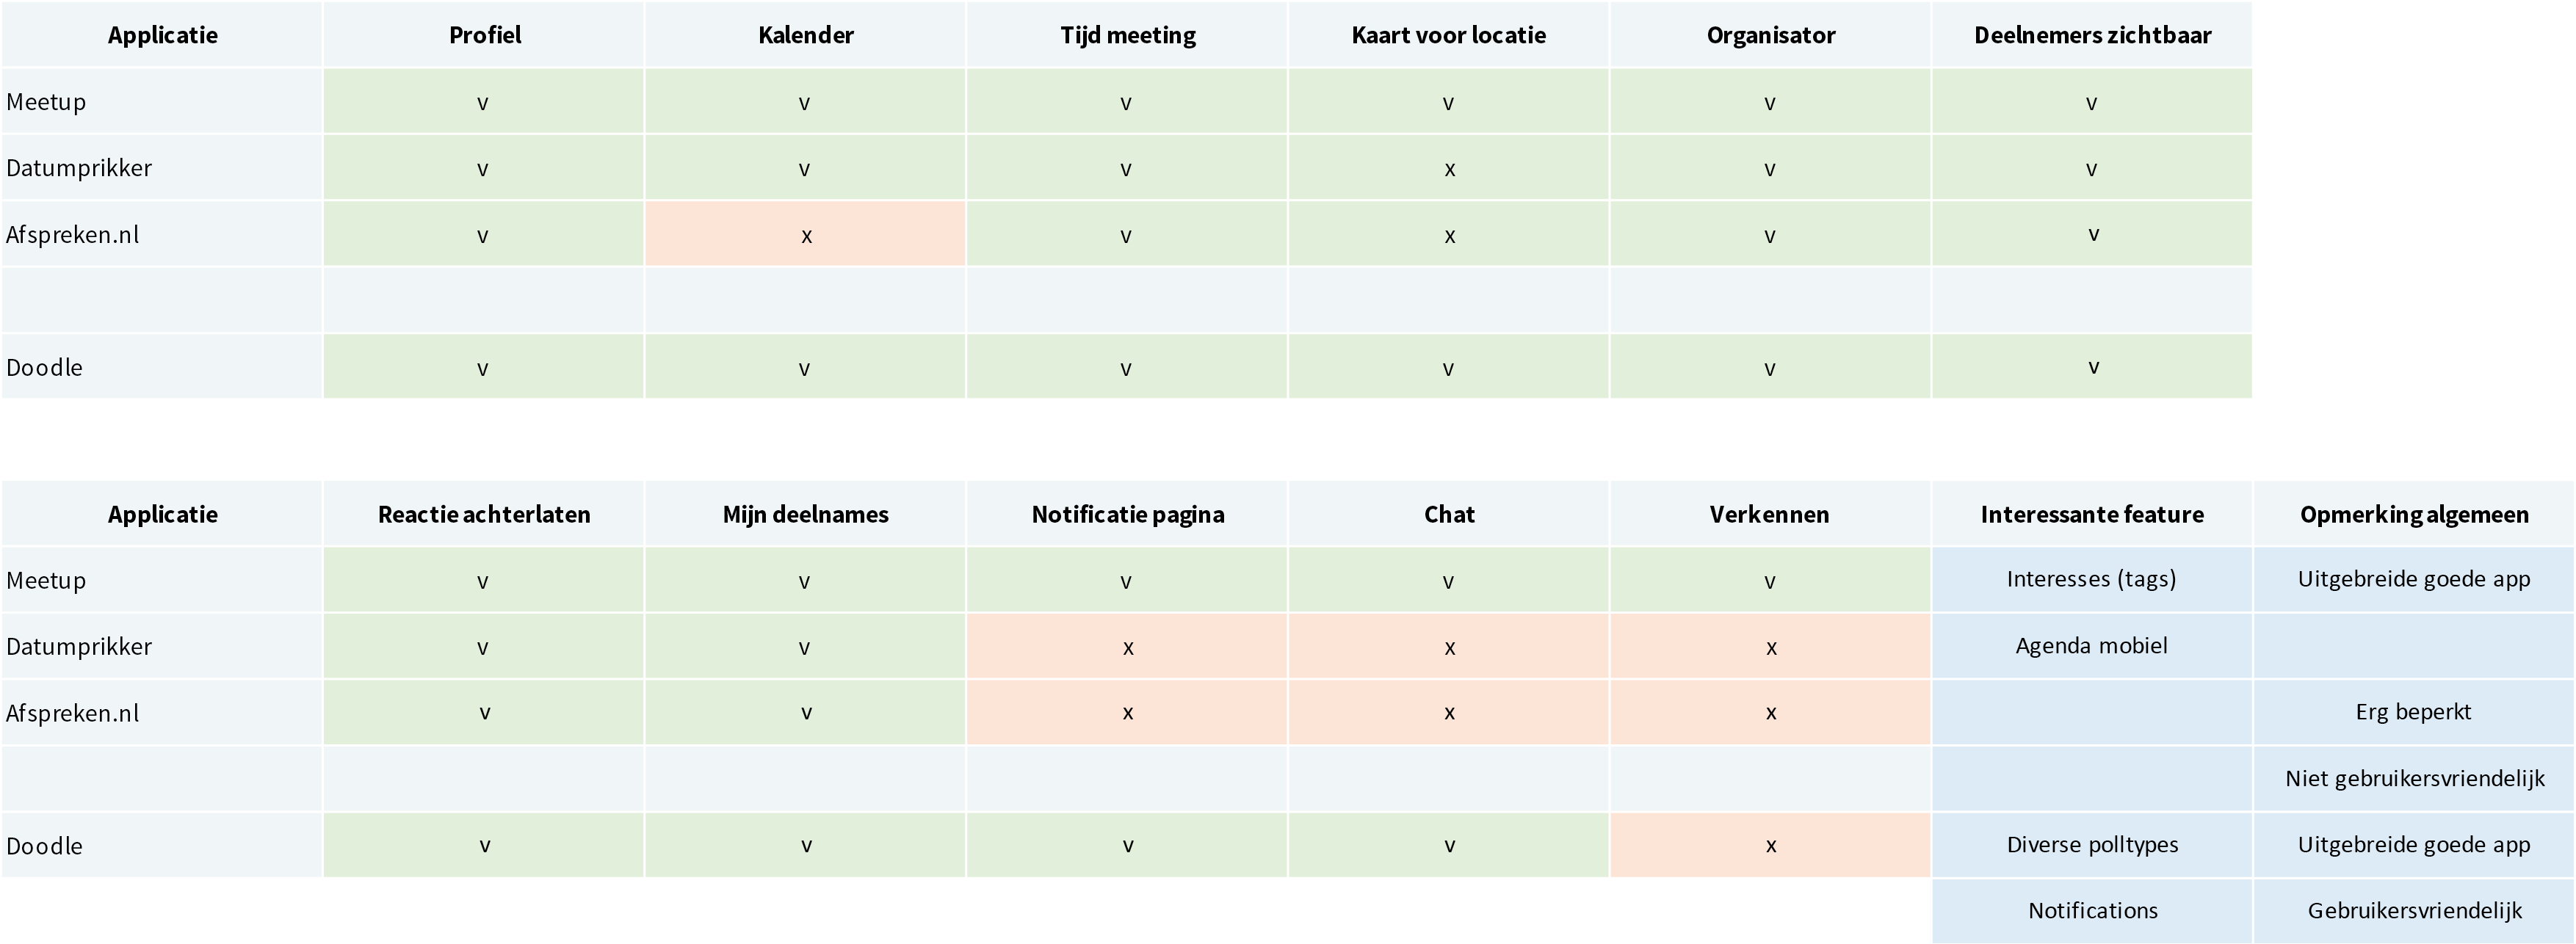 Applicatie Profiel Kalender Tijd meeting Kaart voor locatie Organisator Deelnemers zichtbaar
Meetup v v v v v v
Datumprikker v v v x v v
Afspreken.nl v x v x v v
Doodle v v v v v v
Applicatie Reactie achterlaten Mijn deelnames Notificatie pagina Chat Verkennen Interessante feature Opmerking algemeen
Meetup v v v v v Interesses (tags) Uitgebreide goede app
Datumprikker v v x x x Agenda mobiel
Afspreken.nl v v x x x Erg beperkt
Niet gebruikersvriendelijk
Doodle v v v v x Diverse polltypes Uitgebreide goede app
Notifications Gebruikersvriendelijk